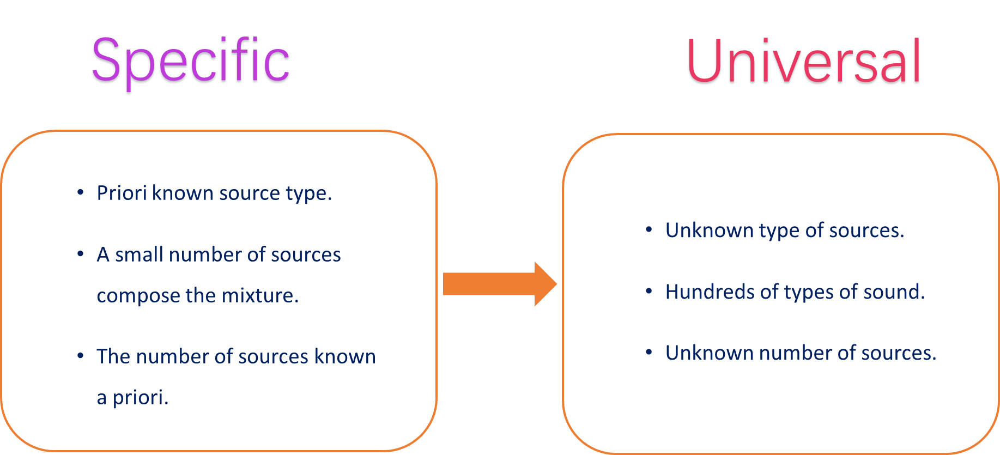 Specific
Universal
• Priori known source type.
• A small number of sources
compose the mixture.
• The number of sources known
a priori.
• Unknown type of sources.
• Hundreds of types of sound.
• Unknown number of sources.